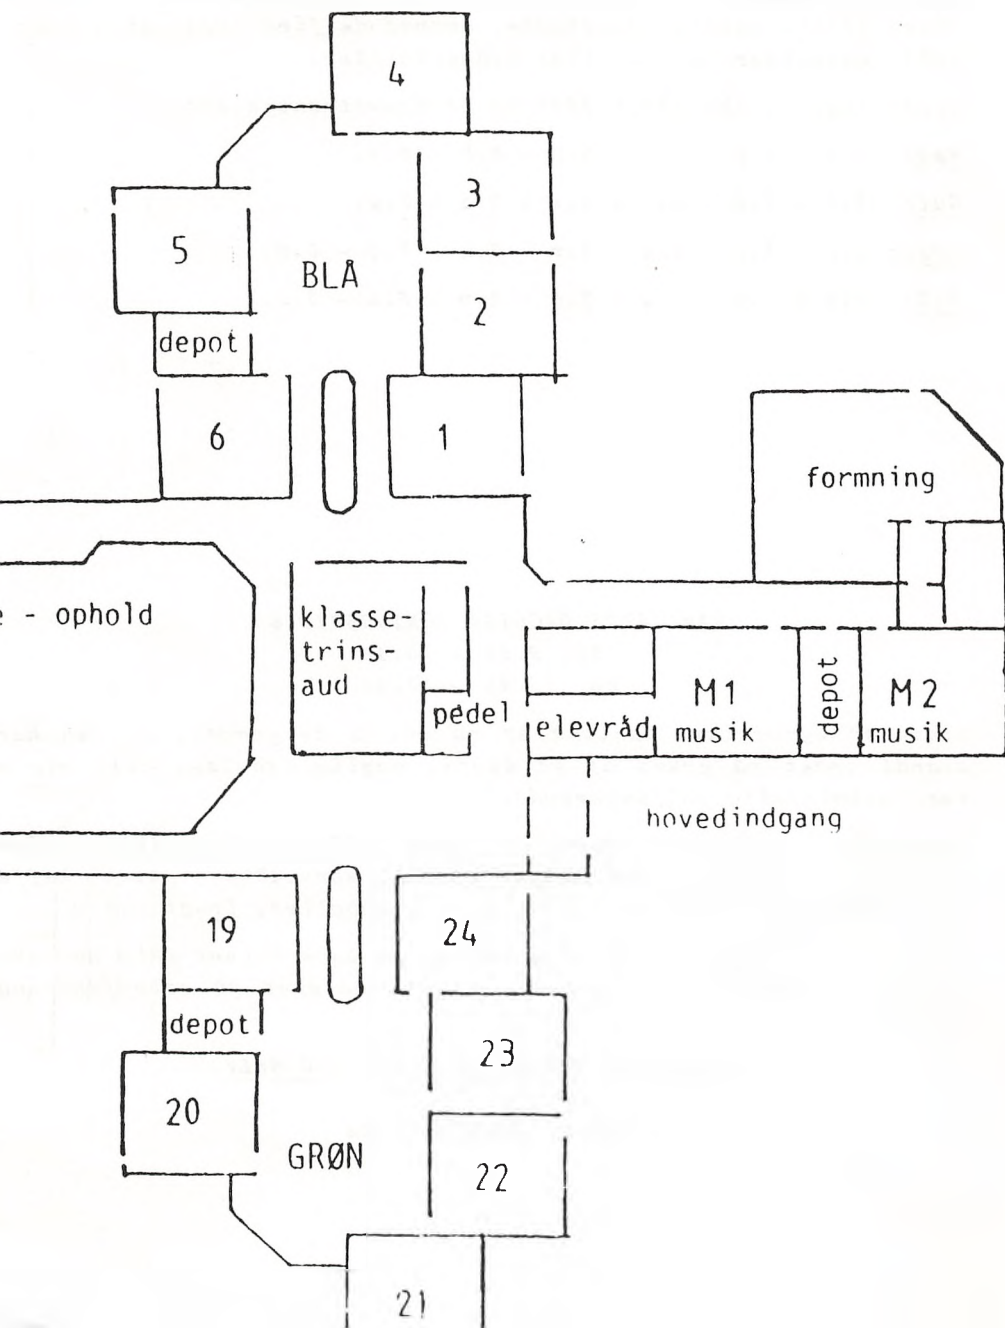 4
3
5
BLÅ
2
depot
6
1
formning
- ophold
klasse-
trins-
aud
pedel
elevråd
M1
musik
depot
M2
musik
hovedindgang
19
24
depot
23
20
GRØN
22
21